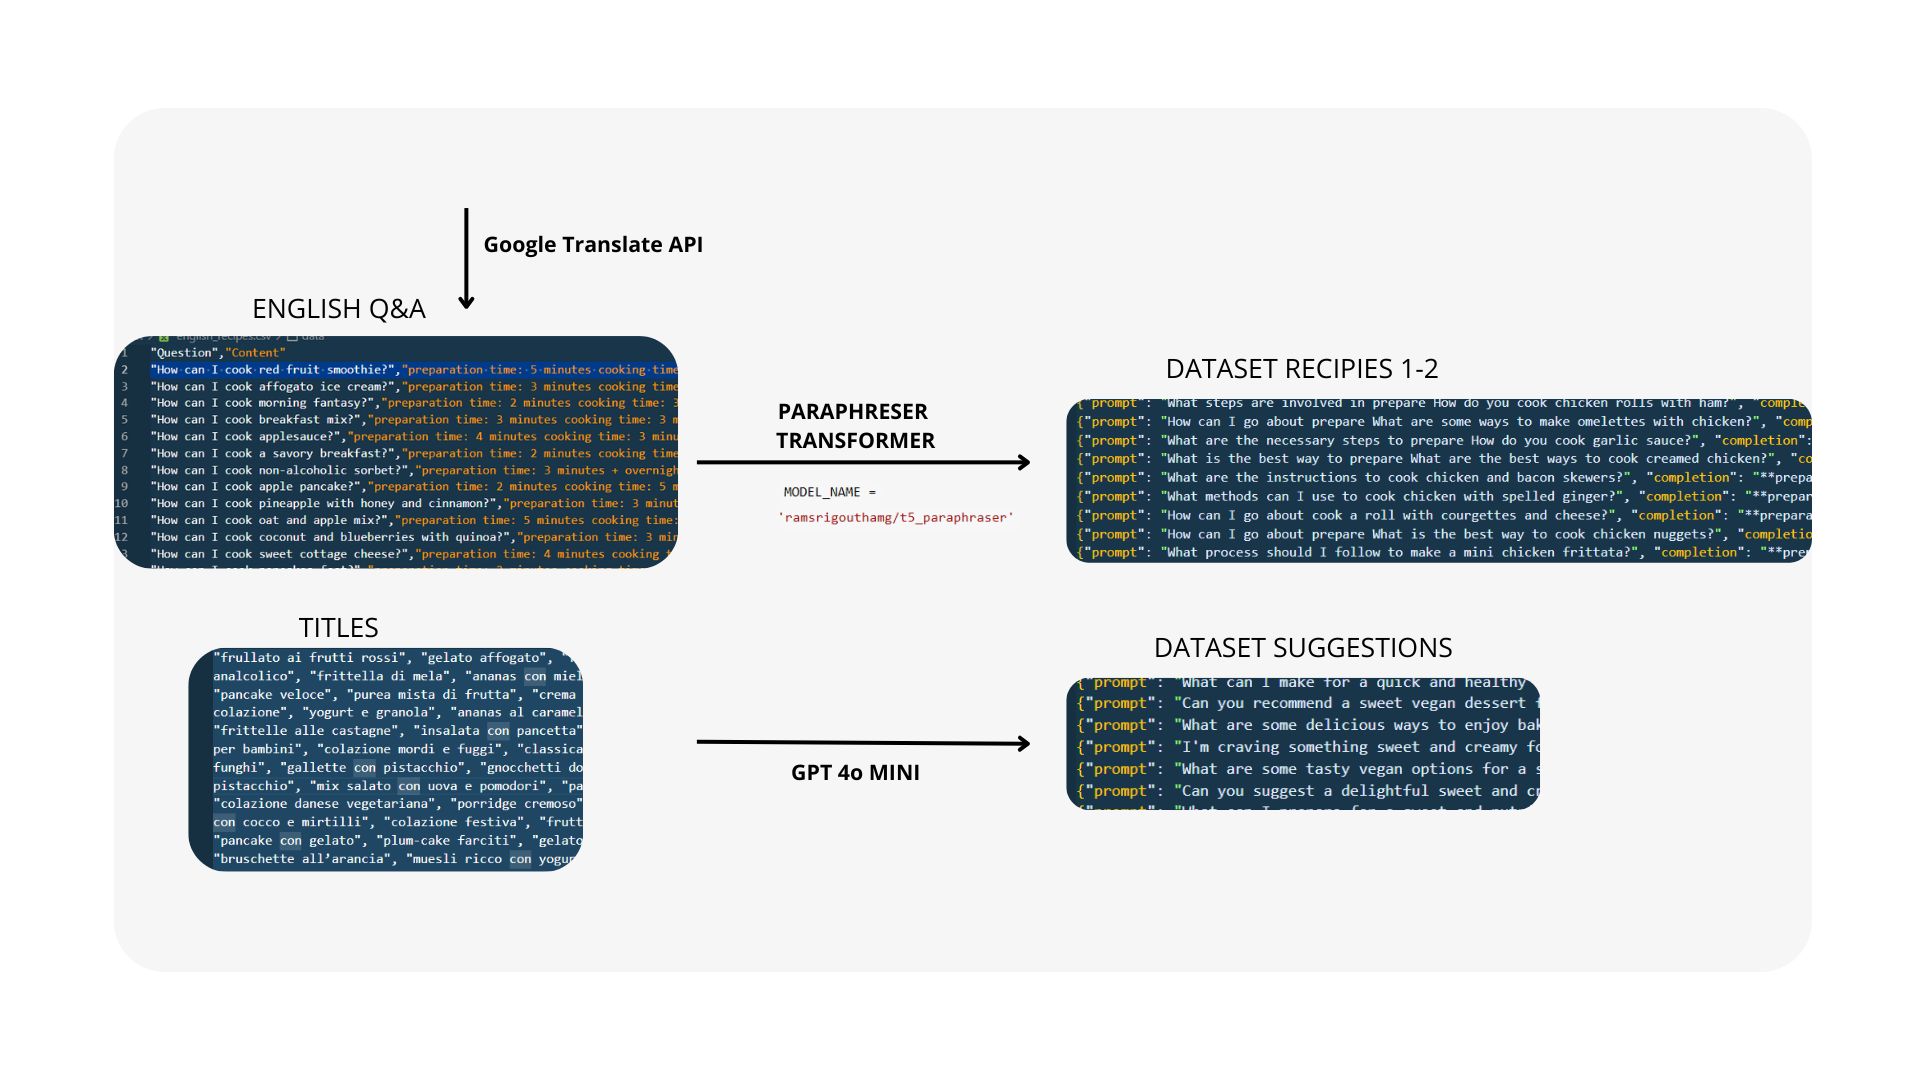 Google Translate API
ENGLISH Q&A
english_recipes.csv > data
1 "Question","Content"
2 "How can I cook red fruit smoothie?","preparation time: 5 minutes cooking time
3 "How can I cook affogato ice cream?","preparation time: 3 minutes cooking time:
4 "How can I cook morning fantasy?","preparation time: 2 minutes cooking time: 3
5 "How can I cook breakfast mix?","preparation time: 3 minutes cooking time: 3 m
6 "How can I cook applesauce?","preparation time: 4 minutes cooking time: 3 minu
7 "How can I cook a savory breakfast?","preparation time: 2 minutes cooking time:
8 "How can I cook non-alcoholic sorbet?","preparation time: 3 minutes + overnigh
9 "How can I cook apple pancake?","preparation time: 2 minutes cooking time: 5 m
10 "How can I cook pineapple with honey and cinnamon?","preparation time: 3 minut
11 "How can I cook oat and apple mix?","preparation time: 5 minutes cooking time:
12 "How can I cook coconut and blueberries with quinoa?","preparation time: 3 min
3 "How can I cook sweet cottage cheese?","preparation time: 4 minutes cooking t
PARAPHRESER
TRANSFORMER
MODEL_NAME =
'ramsrigouthamg/t5_paraphraser'
DATASET RECIPIES 1-2
{"prompt": "What steps are involved in prepare How do you cook chicken rolls with ham?", "comple
{"prompt": "How can I go about prepare What are some ways to make omelettes with chicken?", "comp
{"prompt": "What are the necessary steps to prepare How do you cook garlic sauce?", "completion":
{"prompt": "What is the best way to prepare What are the best ways to cook creamed chicken?", "co
{"prompt": "What are the instructions to cook chicken and bacon skewers?", "completion": "**prepa
{"prompt": "What methods can I use to cook chicken with spelled ginger?", "completion": "**prepar
{"prompt": "How can I go about cook a roll with courgettes and cheese?", "completion": "**prepara
{"prompt": "How can I go about prepare What is the best way to cook chicken nuggets?", "completio
{"prompt": "What process should I follow to make a mini chicken frittata?", "completion": "**prep
TITLES
"frullato ai frutti rossi", "gelato affogato", "
analcolico", "frittella di mela", "ananas con miel
"pancake veloce", "purea mista di frutta", "crema
colazione", "yogurt e granola", "ananas al caramel
"frittelle alle castagne", "insalata con pancetta"
per bambini", "colazione mordi e fuggi", "classica
funghi", "gallette con pistacchio", "gnocchetti do
pistacchio", "mix salato con uova e pomodori", "pa
"colazione danese vegetariana", "porridge cremoso"
con cocco e mirtilli", "colazione festiva", "frutt
"pancake con gelato", "plum-cake farciti", "gelato
"bruschette all’arancia", "muesli ricco con yogur
GPT 4o MINI
DATASET SUGGESTIONS
{"prompt": "What can I make for a quick and healthy
{"prompt": "Can you recommend a sweet vegan dessert f
{"prompt": "What are some delicious ways to enjoy bak
{"prompt": "I'm craving something sweet and creamy fo
{"prompt": "What are some tasty vegan options for a s
{"prompt": "Can you suggest a delightful sweet and cr